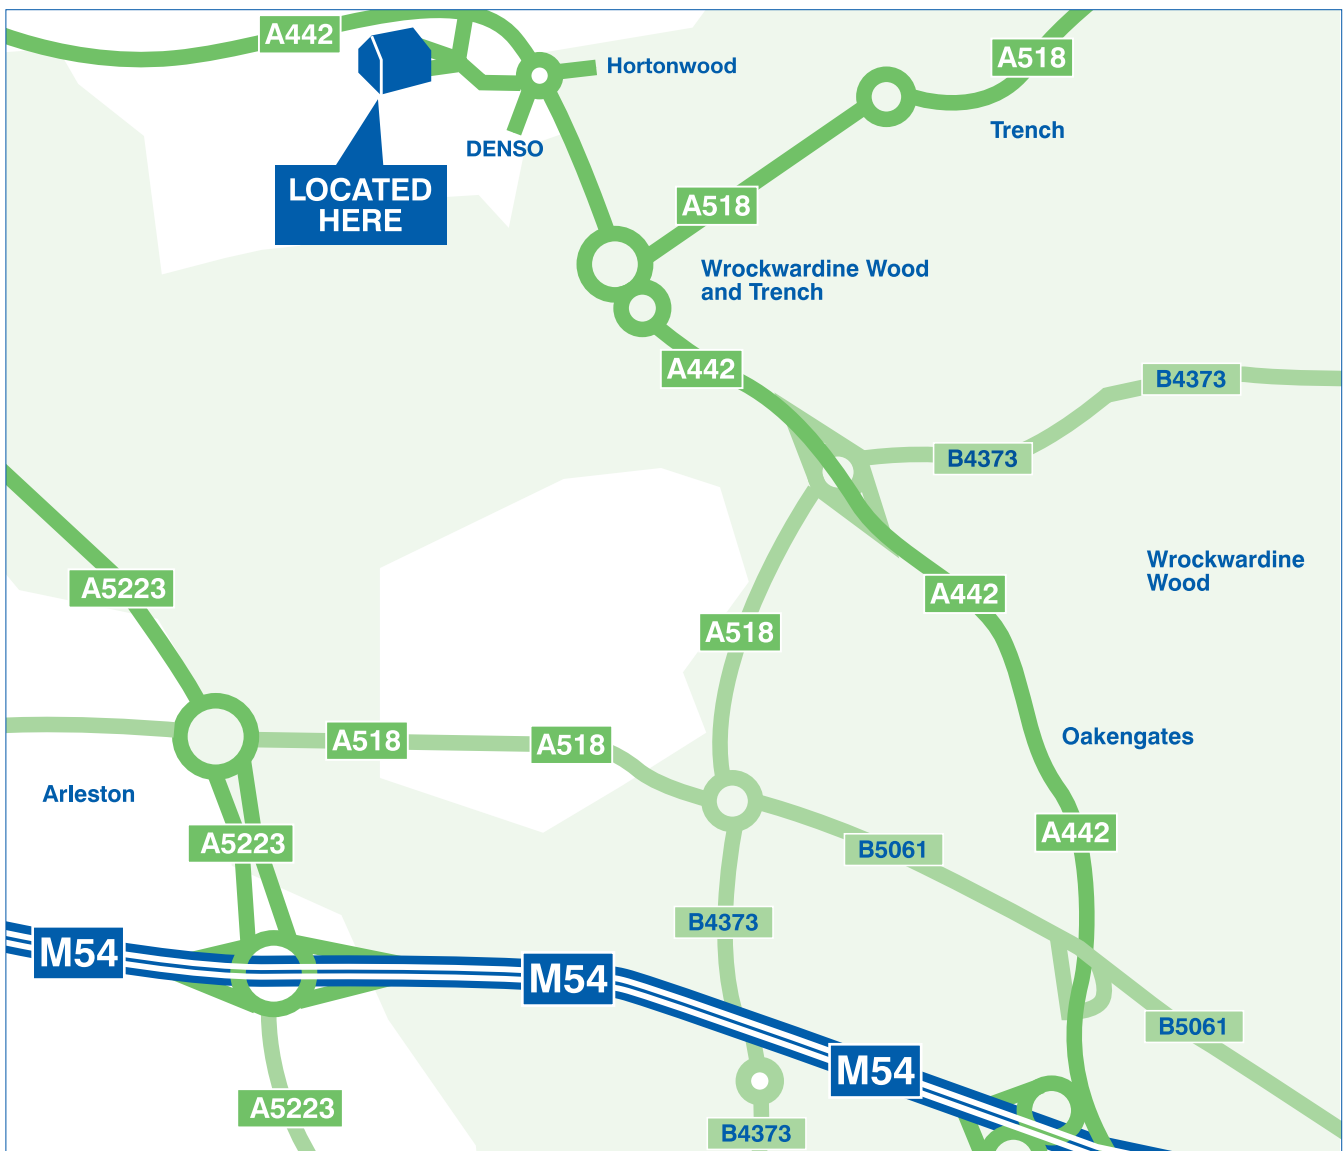 A442
A518
Hortonwood
Trench
DENSO
LOCATED
HERE
A518
Wrockwardine Wood
and Trench
A442
B4373
B4373
Wrockwardine
Wood
A5223
A442
A518
Oakengates
A518
A518
Arleston
A442
A5223
B5061
B4373
M54
M54
B5061
M54
A5223
B4373